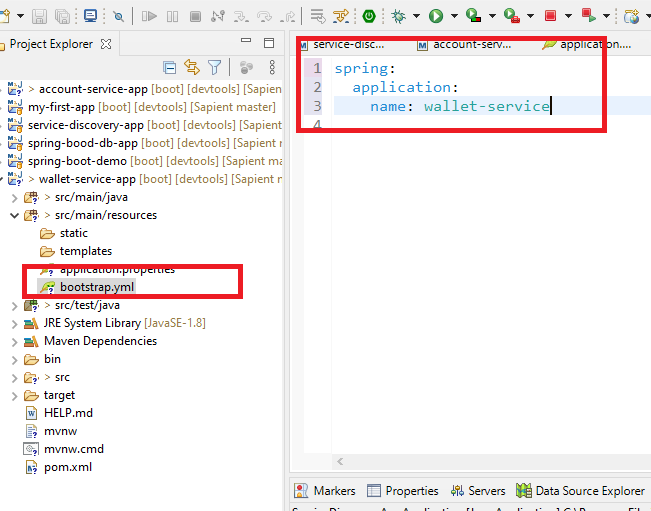 Project Explorer
> account-service-app [boot] [devtools] [Sapient
my-first-app [boot] [devtools] [Sapient master]
service-discovery-app [boot] [devtools] [Sapien
spring-bood-db-app [boot] [devtools] [Sapient
spring-boot-demo [boot] [devtools] [Sapient ma
> wallet-service-app [boot] [devtools] [Sapient m
> src/main/java
> src/main/resources
static
templates
application.properties
bootstrap.yml
> src/test/java
JRE System Library [JavaSE-1.8]
Maven Dependencies
bin
> src
target
HELP.md
mvnw
mvnw.cmd
pom.xml
service-disc... account-serv... application....
1 spring:
2 application:
3 name: wallet-service
4
Markers Properties Servers Data Source Explorer